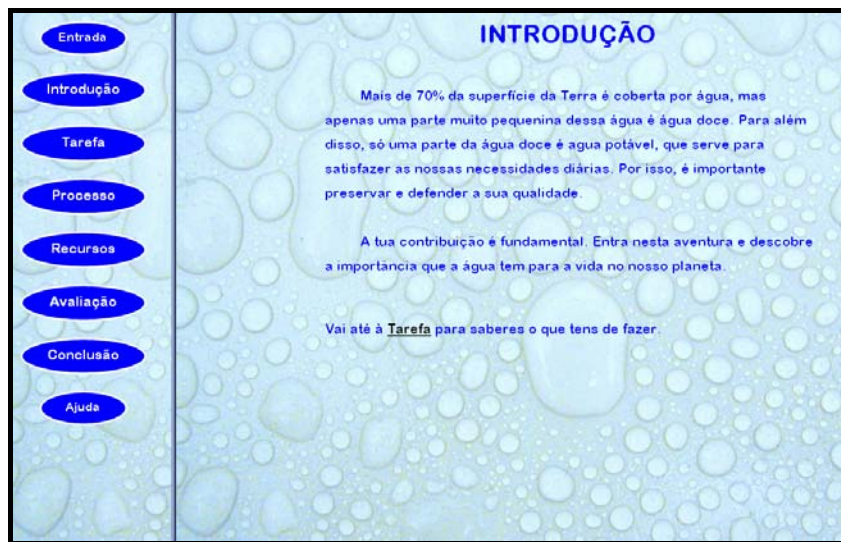 Entrada
Introdução
Tarefa
Processo
Recursos
Avaliação
Conclusão
Ajuda
INTRODUÇÃO
Mais de 70% da superfície da Terra é coberta por água, mas
apenas uma parte muito pequenina dessa água é água doce. Para além
disso, só uma parte da água doce é agua potável, que serve para
satisfazer as nossas necessidades diárias. Por isso, é importante
preservar e defender a sua qualidade.
A tua contribuição é fundamental. Entra nesta aventura e descobre
a importância que a água tem para a vida no nosso planeta.
Vai até à Tarefa para saberes o que tens de fazer.